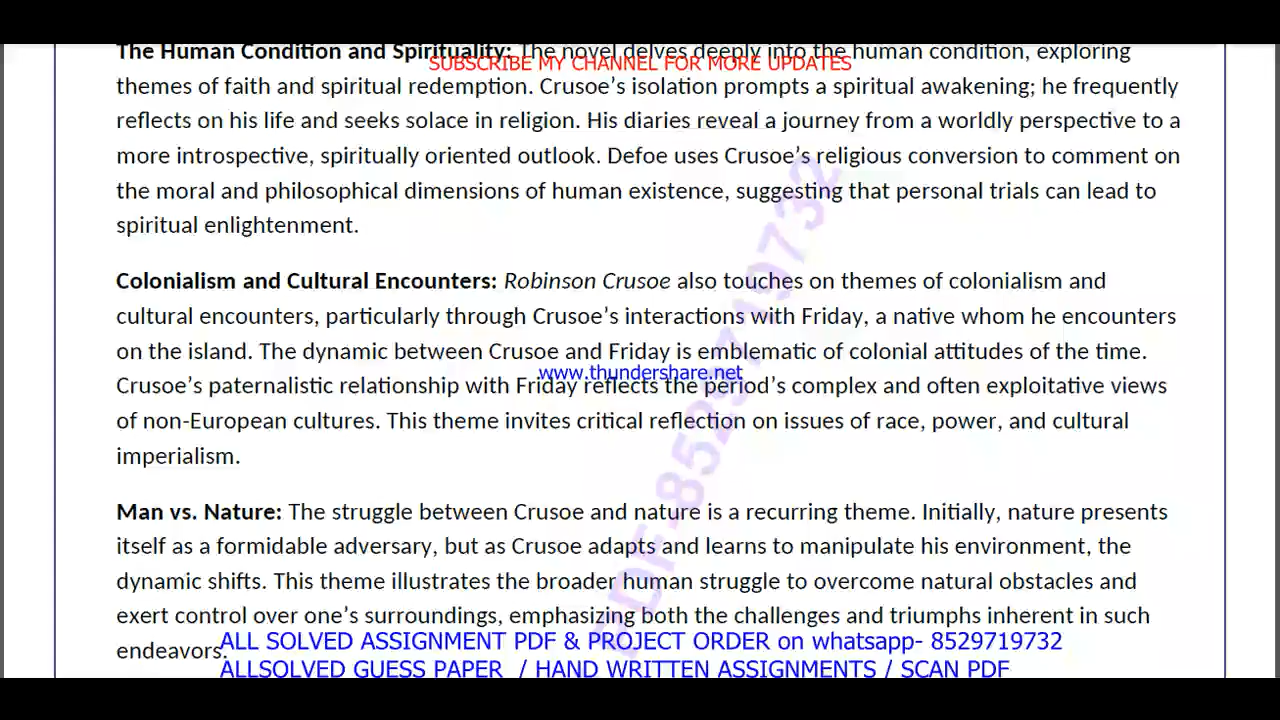 The Human Condition and Spirituality: The novel delves deeply into the human condition, exploring
SUBSCRIBE MY CHANNEL FOR MORE UPDATES
themes of faith and spiritual redemption. Crusoe’s isolation prompts a spiritual awakening; he frequently
reflects on his life and seeks solace in religion. His diaries reveal a journey from a worldly perspective to a
more introspective, spiritually oriented outlook. Defoe uses Crusoe’s religious conversion to comment on
the moral and philosophical dimensions of human existence, suggesting that personal trials can lead to
spiritual enlightenment.
Colonialism and Cultural Encounters: Robinson Crusoe also touches on themes of colonialism and
cultural encounters, particularly through Crusoe’s interactions with Friday, a native whom he encounters
on the island. The dynamic between Crusoe and Friday is emblematic of colonial attitudes of the time.
www.thundershare.net
Crusoe’s paternalistic relationship with Friday reflects the period’s complex and often exploitative views
of non-European cultures. This theme invites critical reflection on issues of race, power, and cultural
imperialism.
Man vs. Nature: The struggle between Crusoe and nature is a recurring theme. Initially, nature presents
itself as a formidable adversary, but as Crusoe adapts and learns to manipulate his environment, the
dynamic shifts. This theme illustrates the broader human struggle to overcome natural obstacles and
exert control over one’s surroundings, emphasizing both the challenges and triumphs inherent in such
endeavors.
ALL SOLVED ASSIGNMENT PDF & PROJECT ORDER on whatsapp- 8529719732
ALLSOLVED GUESS PAPER / HAND WRITTEN ASSIGNMENTS / SCAN PDF
PDF-8529719732